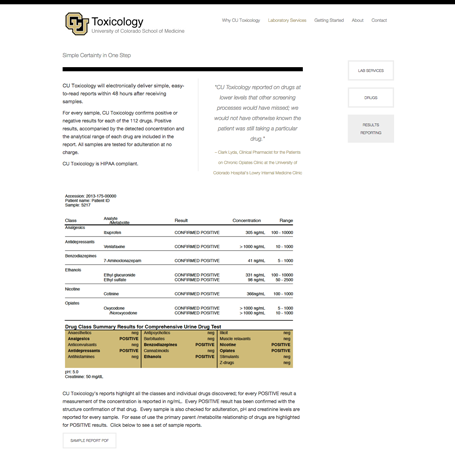 Toxicology
University of Colorado School of Medicine
Why CU Toxicology Laboratory Services Getting Started About Contact
Simple Certainty in One Step
LAB SERVICES
DRUGS
RESULTS
REPORTING
CU Toxicology will electronically deliver simple, easy-
to-read reports within 48 hours after receiving
samples.
For every sample, CU Toxicology confirms positive or
negative results for each of the 112 drugs. Positive
results, accompanied by the detected concentration and
the analytical range of each drug are included in the
report. All samples are tested for adulteration at no
charge.
CU Toxicology is HIPAA compliant.
"CU Toxicology reported on drugs at
lower levels that other screening
processes would have missed; we
would not have otherwise known the
patient was still taking a particular
drug."
– Clark Lyda, Clinical Pharmacist for the Patients
on Chronic Opiates Clinic at the University of
Colorado Hospital's Lowry Internal Medicine Clinic
Accession: 2013-175-00000
Patient name: Patient ID
Sample: 5217
Class Analyte Result Concentration Range
/Metabolite
Analgesics
Ibuprofen CONFIRMED POSITIVE 305 ng/mL 100 - 10000
Antidepressants
Venlafaxine CONFIRMED POSITIVE > 1000 ng/mL 10 - 1000
Benzodiazepines
7-Aminoclonazepam CONFIRMED POSITIVE 41 ng/mL 5 - 1000
Ethanols
Ethyl glucuronide CONFIRMED POSITIVE 331 ng/mL 100 - 10000
Ethyl sulfate CONFIRMED POSITIVE 98 ng/mL 50 - 2500
Nicotine
Cotinine CONFIRMED POSITIVE 366ng/mL 100 - 1000
Opiates
Oxycodone CONFIRMED POSITIVE > 1000 ng/mL 5 - 1000
/Noroxycodone CONFIRMED POSITIVE > 1000 ng/mL 10 - 1000
Drug Class Summary Results for Comprehensive Urine Drug Test
Anaesthetics neg Antipsychotics neg neg
Analgesics POSITIVE Barbiturates neg Muscle relaxants neg
Anticonvulsants neg Benzodiazepines POSITIVE Nicotine POSITIVE
Antidepressants POSITIVE Cannabinoids neg Opiates POSITIVE
Antihistamines neg Ethanols POSITIVE Stimulants neg
Z drugs neg
pH: 5.0
Creatinine: 50 mg/dL
CU Toxicology's reports highlight all the classes and individual drugs discovered; for every POSITIVE result a
measurement of the concentration is reported in ng/mL. Every POSITIVE result has been confirmed with the
structure confirmation of that drug. Every sample is also checked for adulteration, pH and creatinine levels are
reported for every sample. For ease of use the primary parent /metabolite relationship of drugs are highlighted
for POSITIVE results. Click below to see a set of sample reports.
SAMPLE REPORT PDF